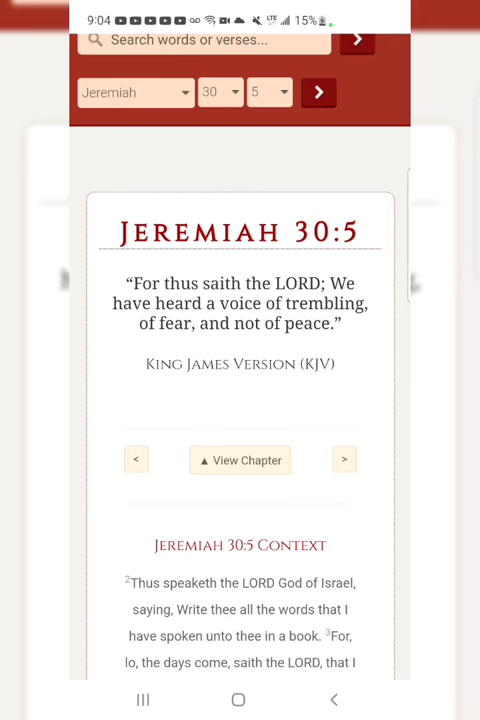 9:04 LTE 15%
Search words or verses...
Jeremiah 30 5
JEREMIAH 30:5
“For thus saith the LORD; We
have heard a voice of trembling,
of fear, and not of peace.”
KING JAMES VERSION (KJV)
< ▲ View Chapter >
JEREMIAH 30:5 CONTEXT
2Thus speaketh the LORD God of Israel,
saying, Write thee all the words that I
have spoken unto thee in a book. 3For,
lo, the days come, saith the LORD, that I